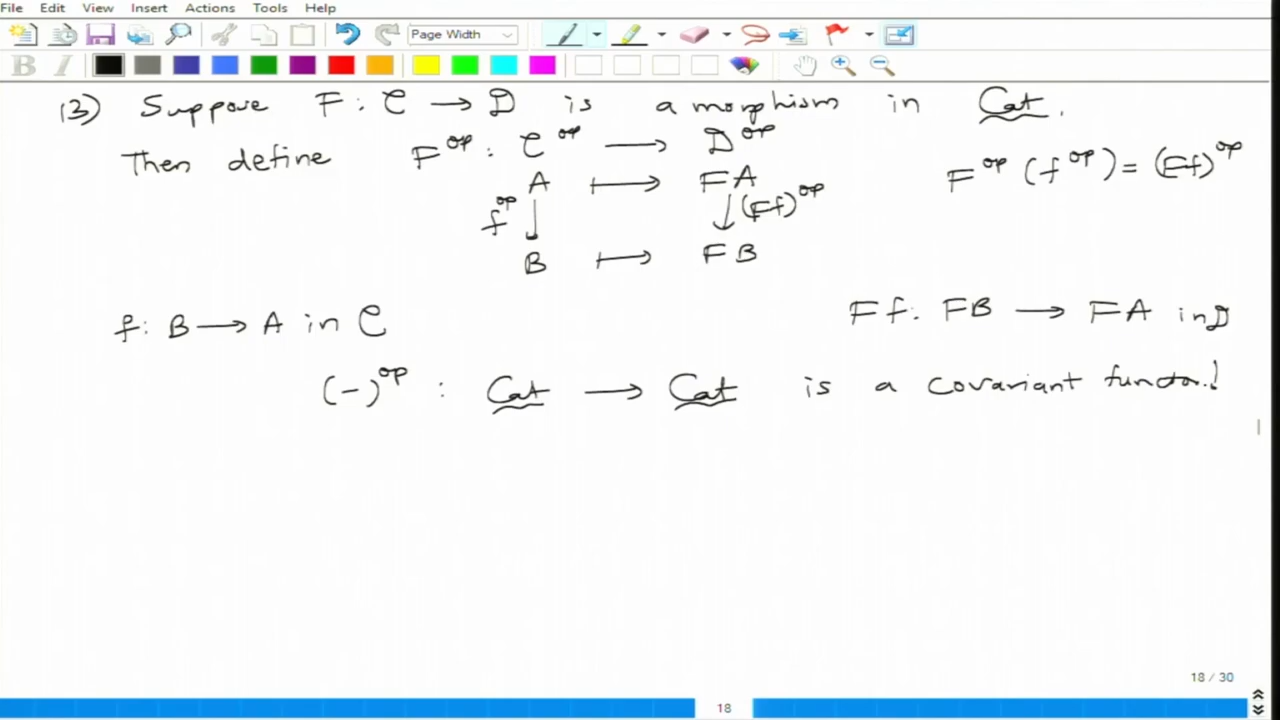 File Edit View Insert Actions Tools Help
Page Width
B I
13) Suppose F : C → D is a morphism in Cat.
Then define F^op : C^op → D^op
F^op (f^op) = (Ff)^op
A ↦ FA
f^op ↓ ↓ (Ff)^op
B ↦ FB
f : B → A in C
Ff : FB → FA in D
(-)^op : Cat → Cat is a covariant functor!
18 / 30
18